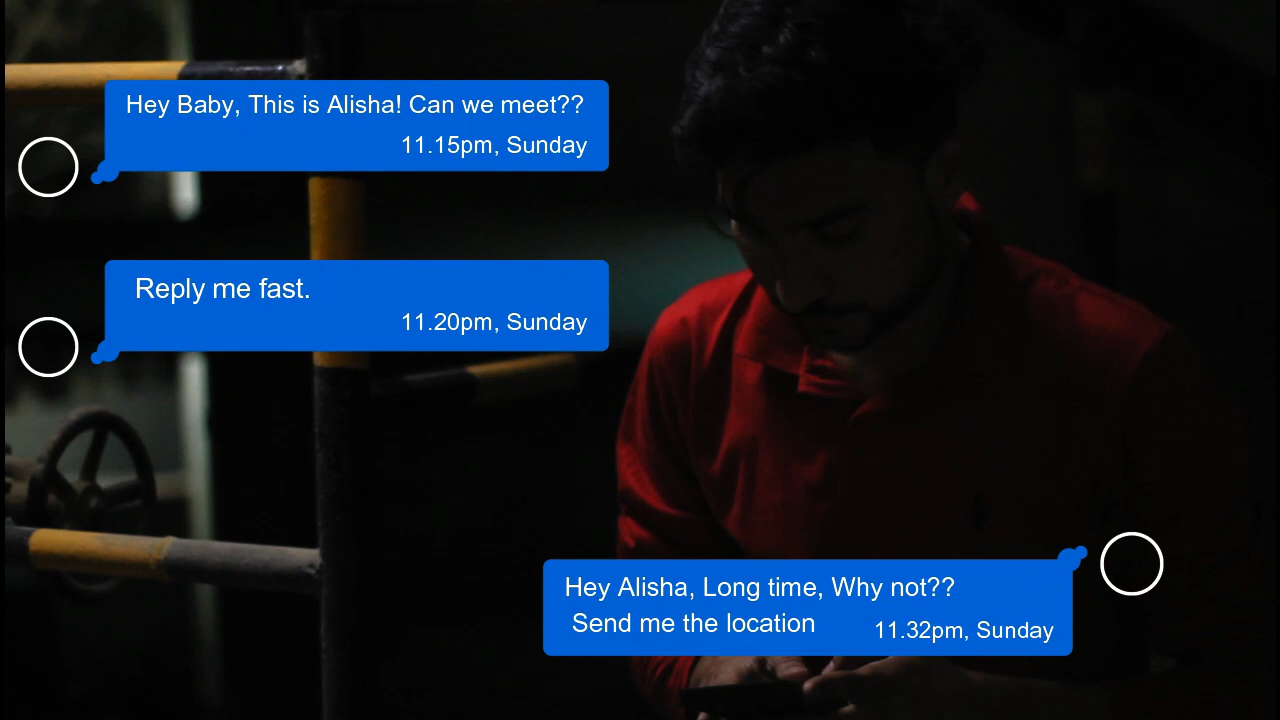 Hey Baby, This is Alisha! Can we meet??
11.15pm, Sunday
Reply me fast.
11.20pm, Sunday
Hey Alisha, Long time, Why not??
Send me the location
11.32pm, Sunday